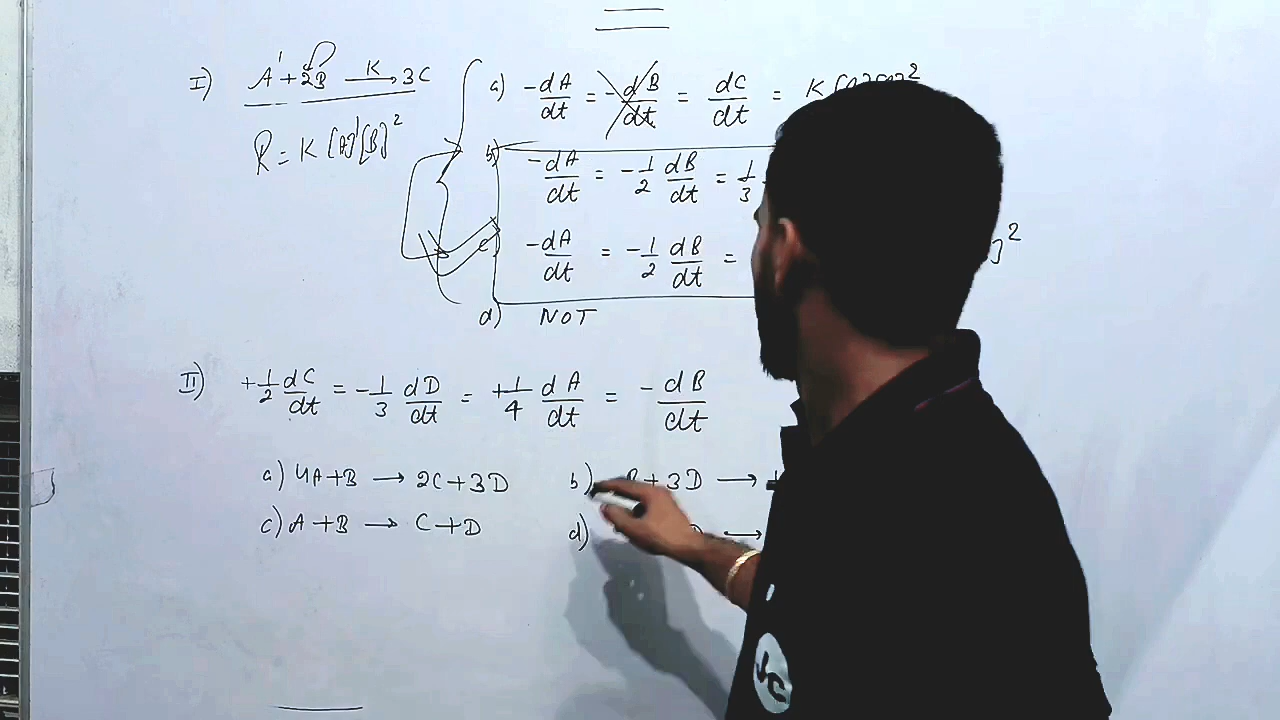 I) A + 2B —K→ 3C
R = K [A]¹ [B]²
a) -dA/dt = -dB/dt = dC/dt = K
b) -dA/dt = -1/2 dB/dt = 1/3
c) -dA/dt = -1/2 dB/dt = ]²
d) NOT
II) +1/2 dC/dt = -1/3 dD/dt = +1/4 dA/dt = -dB/dt
a) 4A+B → 2C+3D b) B+3D →
c) A+B → C+D d) D →
JC